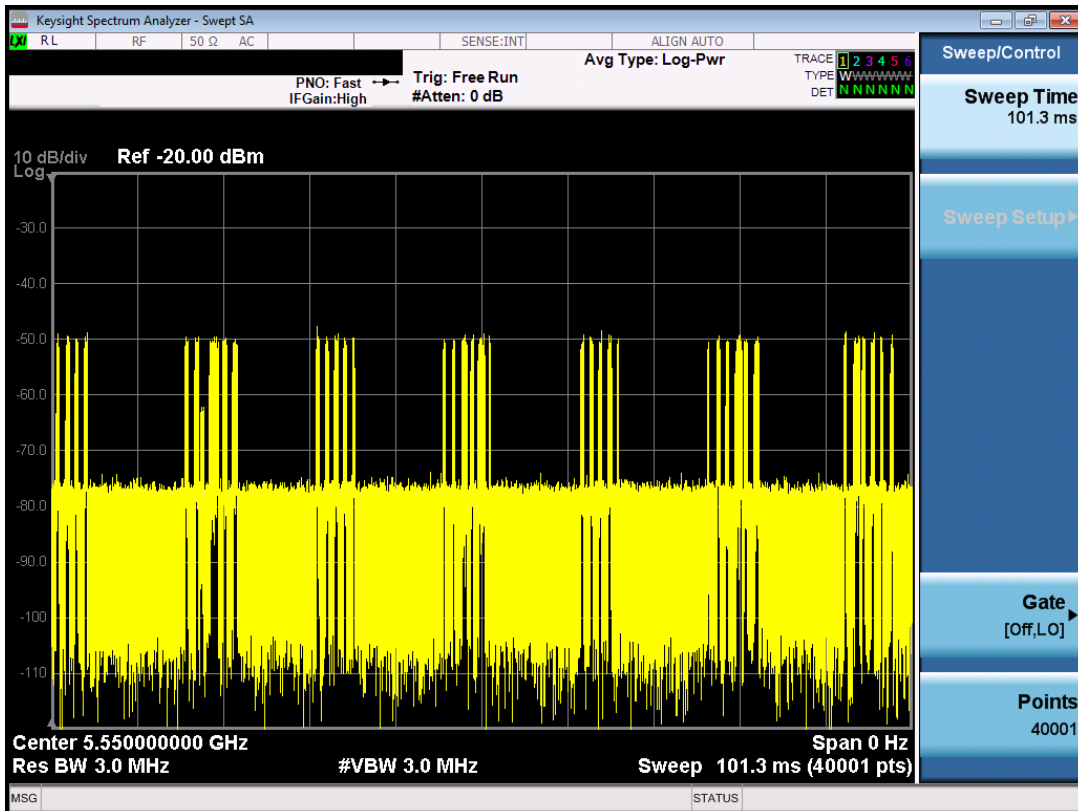 Keysight Spectrum Analyzer - Swept SA
LXI RL RF 50 Ω AC SENSE:INT ALIGN AUTO
Sweep/Control
Avg Type: Log-Pwr
TRACE 1 2 3 4 5 6
PNO: Fast Trig: Free Run
TYPE WWWWWW
IFGain:High #Atten: 0 dB
DET N N N N N N
Sweep Time
101.3 ms
10 dB/div Ref -20.00 dBm
Log
Sweep Setup
-30.0
-40.0
-50.0
-60.0
-70.0
-80.0
-90.0
-100
-110
Gate
[Off,LO]
Points
40001
Center 5.550000000 GHz Span 0 Hz
Res BW 3.0 MHz #VBW 3.0 MHz Sweep 101.3 ms (40001 pts)
MSG STATUS